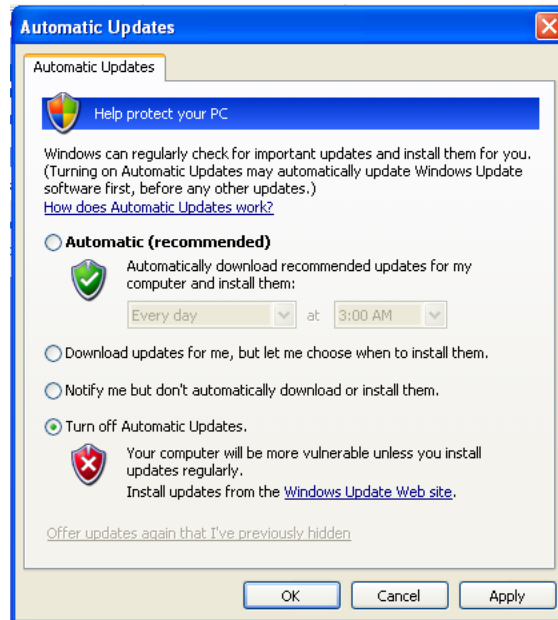 Automatic Updates
Automatic Updates
Help protect your PC
Windows can regularly check for important updates and install them for you.
(Turning on Automatic Updates may automatically update Windows Update
software first, before any other updates.)
How does Automatic Updates work?
Automatic (recommended)
Automatically download recommended updates for my
computer and install them:
Every day at 3:00 AM
Download updates for me, but let me choose when to install them.
Notify me but don't automatically download or install them.
Turn off Automatic Updates.
Your computer will be more vulnerable unless you install
updates regularly.
Install updates from the Windows Update Web site.
Offer updates again that I've previously hidden
OK Cancel Apply